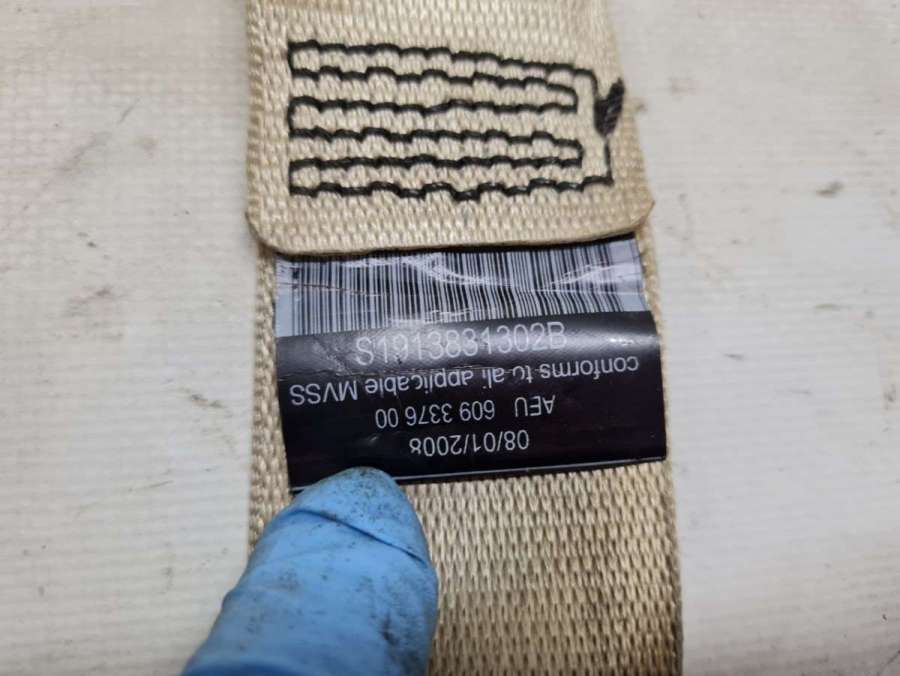 S1913831302B
08/01/2008
AEU 609 3376 00
conforms to all applicable MVSS